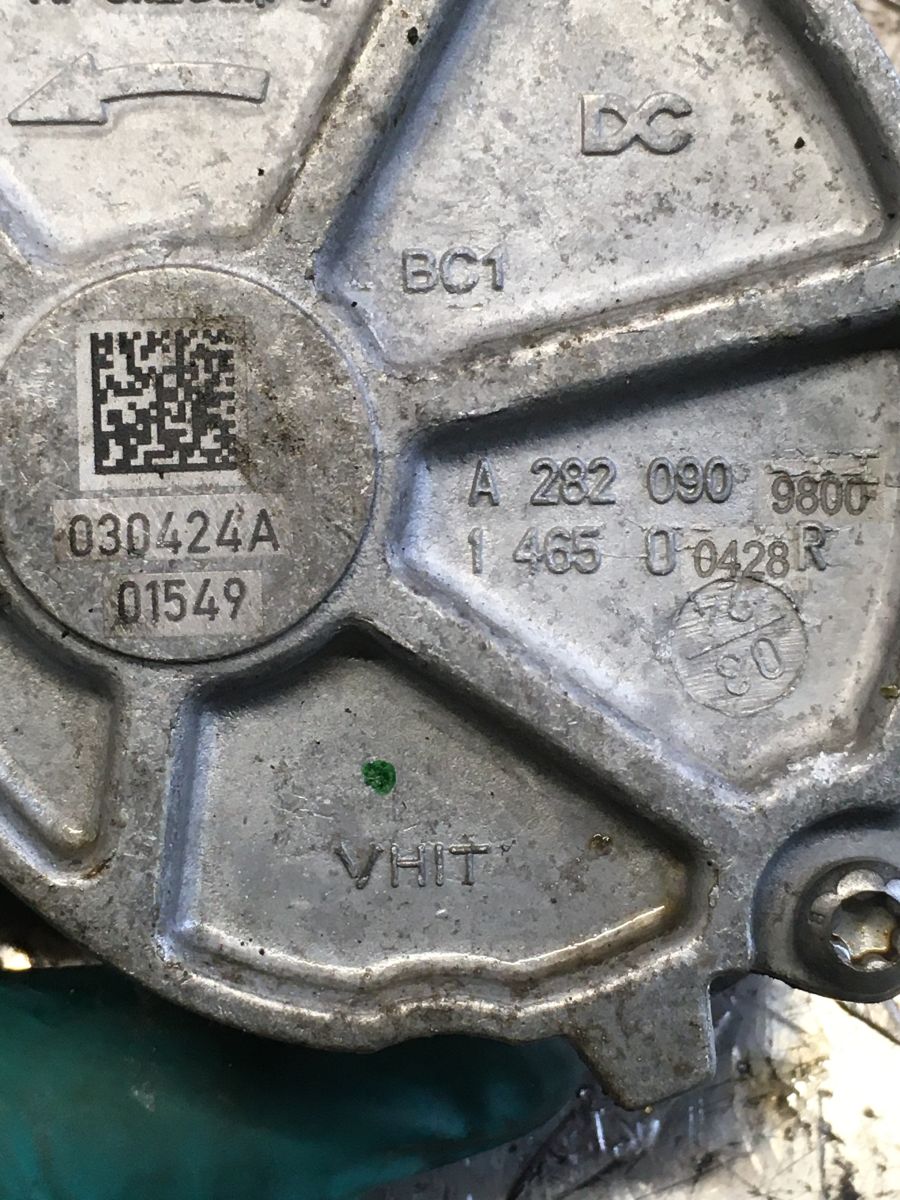 DC
BC1
030424A
01549
A 282 090 9800
1 465 0 0428 R
VHIT